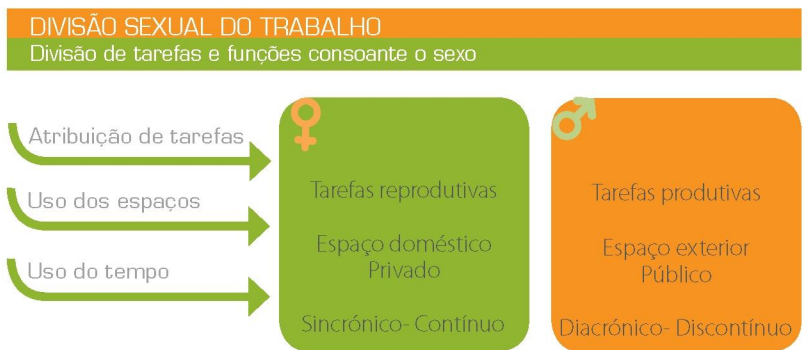 DIVISÃO SEXUAL DO TRABALHO
Divisão de tarefas e funções consoante o sexo
Atribuição de tarefas
Uso dos espaços
Uso do tempo
Tarefas reprodutivas
Espaço doméstico
Privado
Sincrónico- Contínuo
Tarefas produtivas
Espaço exterior
Público
Diacrónico- Discontínuo